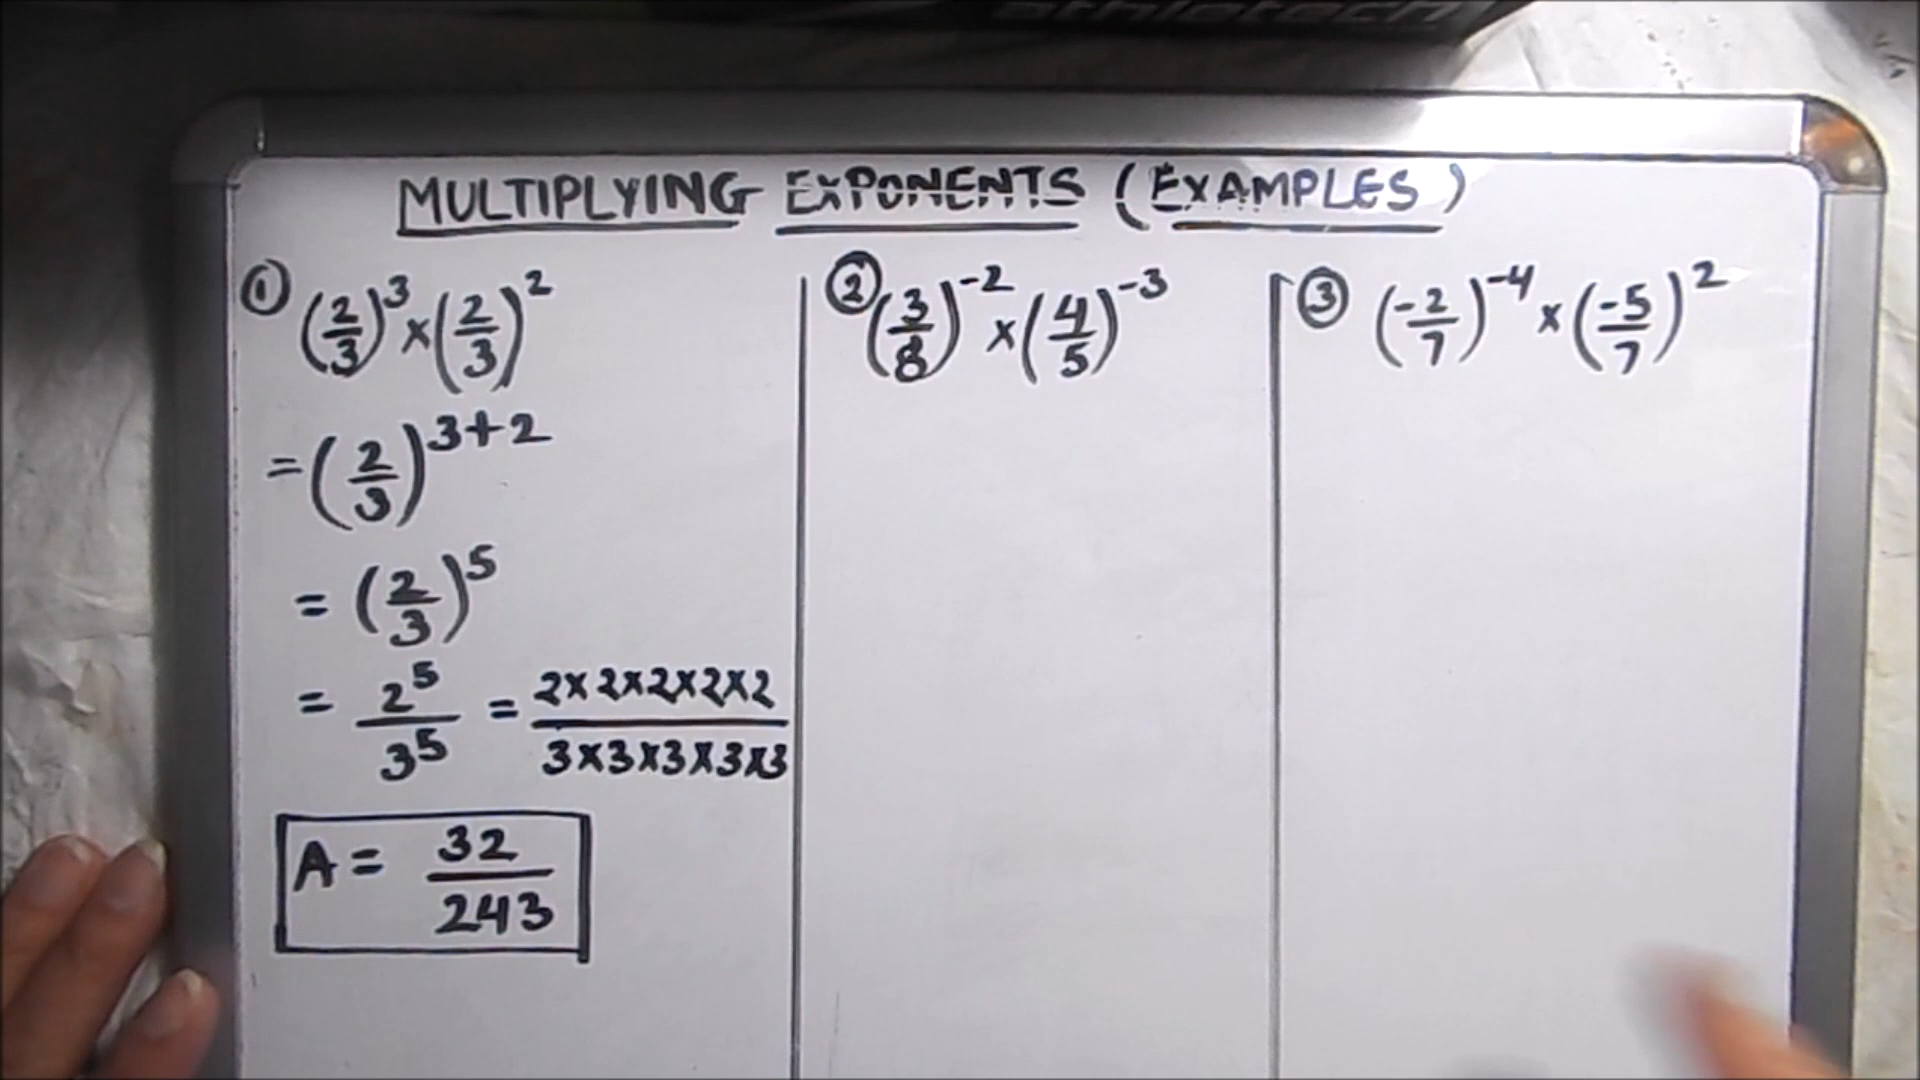 athletech
MULTIPLYING EXPONENTS (EXAMPLES)
① (2/3)^3 × (2/3)^2
= (2/3)^{3+2}
= (2/3)^5
= 2^5/3^5 = 2×2×2×2×2/3×3×3×3×3
A = 32/243
② (3/8)^{-2} × (4/5)^{-3}
③ (-2/7)^{-4} × (-5/7)^2